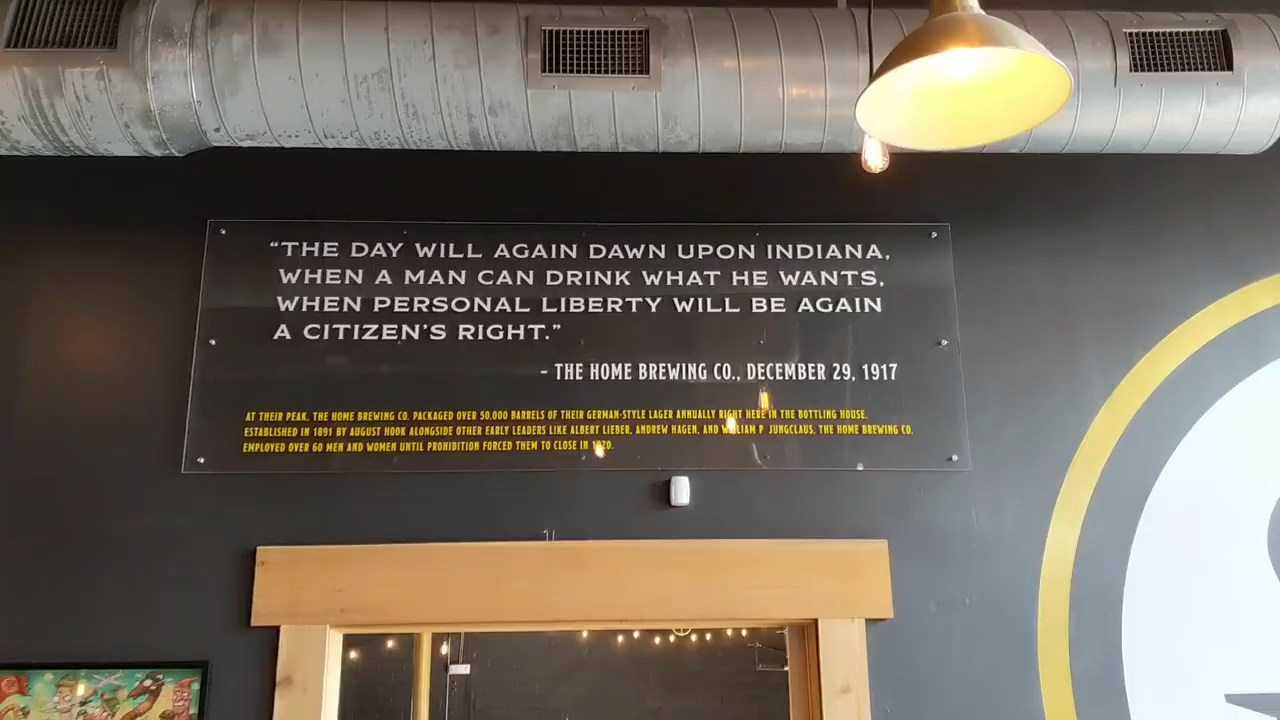 “THE DAY WILL AGAIN DAWN UPON INDIANA,
WHEN A MAN CAN DRINK WHAT HE WANTS,
WHEN PERSONAL LIBERTY WILL BE AGAIN
A CITIZEN’S RIGHT.”
- THE HOME BREWING CO., DECEMBER 29, 1917
AT THEIR PEAK, THE HOME BREWING CO. PACKAGED OVER 50,000 BARRELS OF THEIR GERMAN-STYLE LAGER ANNUALLY RIGHT HERE IN THE BOTTLING HOUSE.
ESTABLISHED IN 1891 BY AUGUST HOOK ALONGSIDE OTHER EARLY LEADERS LIKE ALBERT LIEBER, ANDREW HAGEN, AND WILLIAM P. JUNGCLAUS, THE HOME BREWING CO.
EMPLOYED OVER 60 MEN AND WOMEN UNTIL PROHIBITION FORCED THEM TO CLOSE IN 1920.